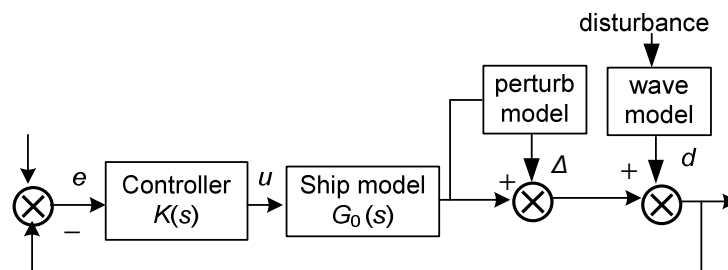 disturbance
perturb
model
wave
model
Δ
+
d
+
e
Controller
K(s)
u
Ship model
G₀(s)
−